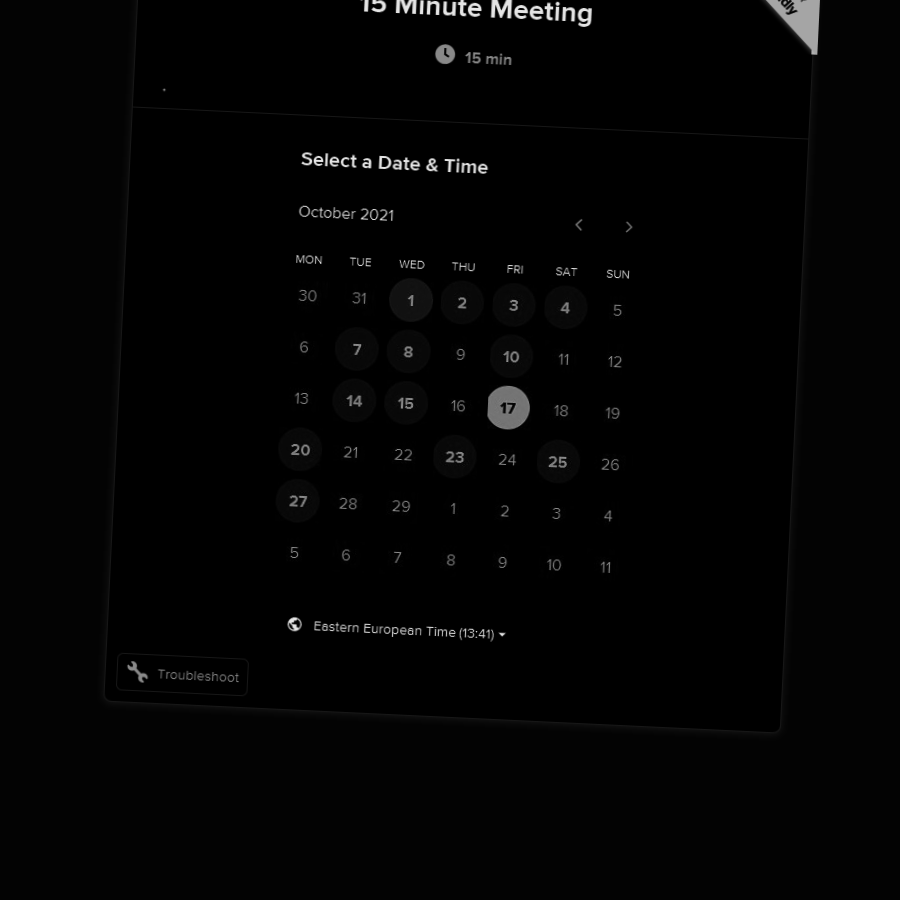 15 Minute Meeting
15 min
Select a Date & Time
October 2021
MON TUE WED THU FRI SAT SUN
30 31 1 2 3 4 5
6 7 8 9 10 11 12
13 14 15 16 17 18 19
20 21 22 23 24 25 26
27 28 29 1 2 3 4
5 6 7 8 9 10 11
Eastern European Time (13:41)
Troubleshoot